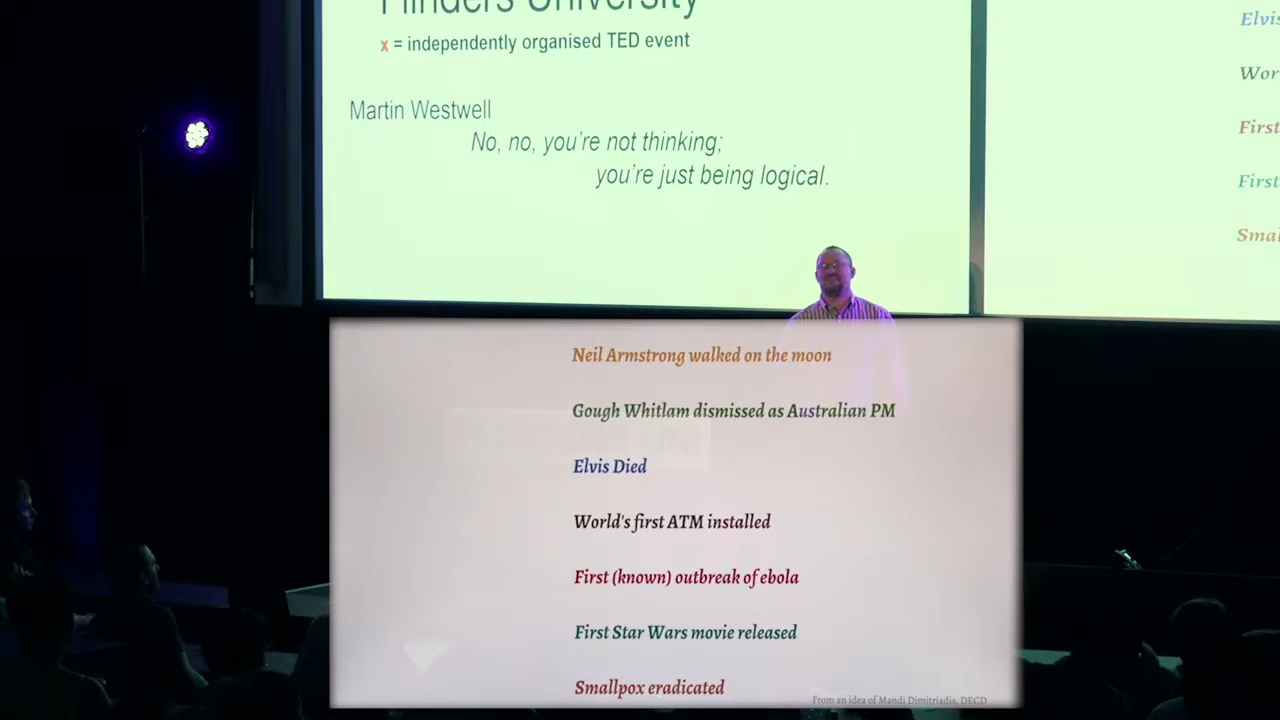 Flinders University
x = independently organised TED event
Martin Westwell
No, no, you're not thinking;
you're just being logical.
Elvis
Wor
First
First
Smal
Neil Armstrong walked on the moon
Gough Whitlam dismissed as Australian PM
Elvis Died
World's first ATM installed
First (known) outbreak of ebola
First Star Wars movie released
Smallpox eradicated
From an idea of Mandi Dimitriadis, DECD